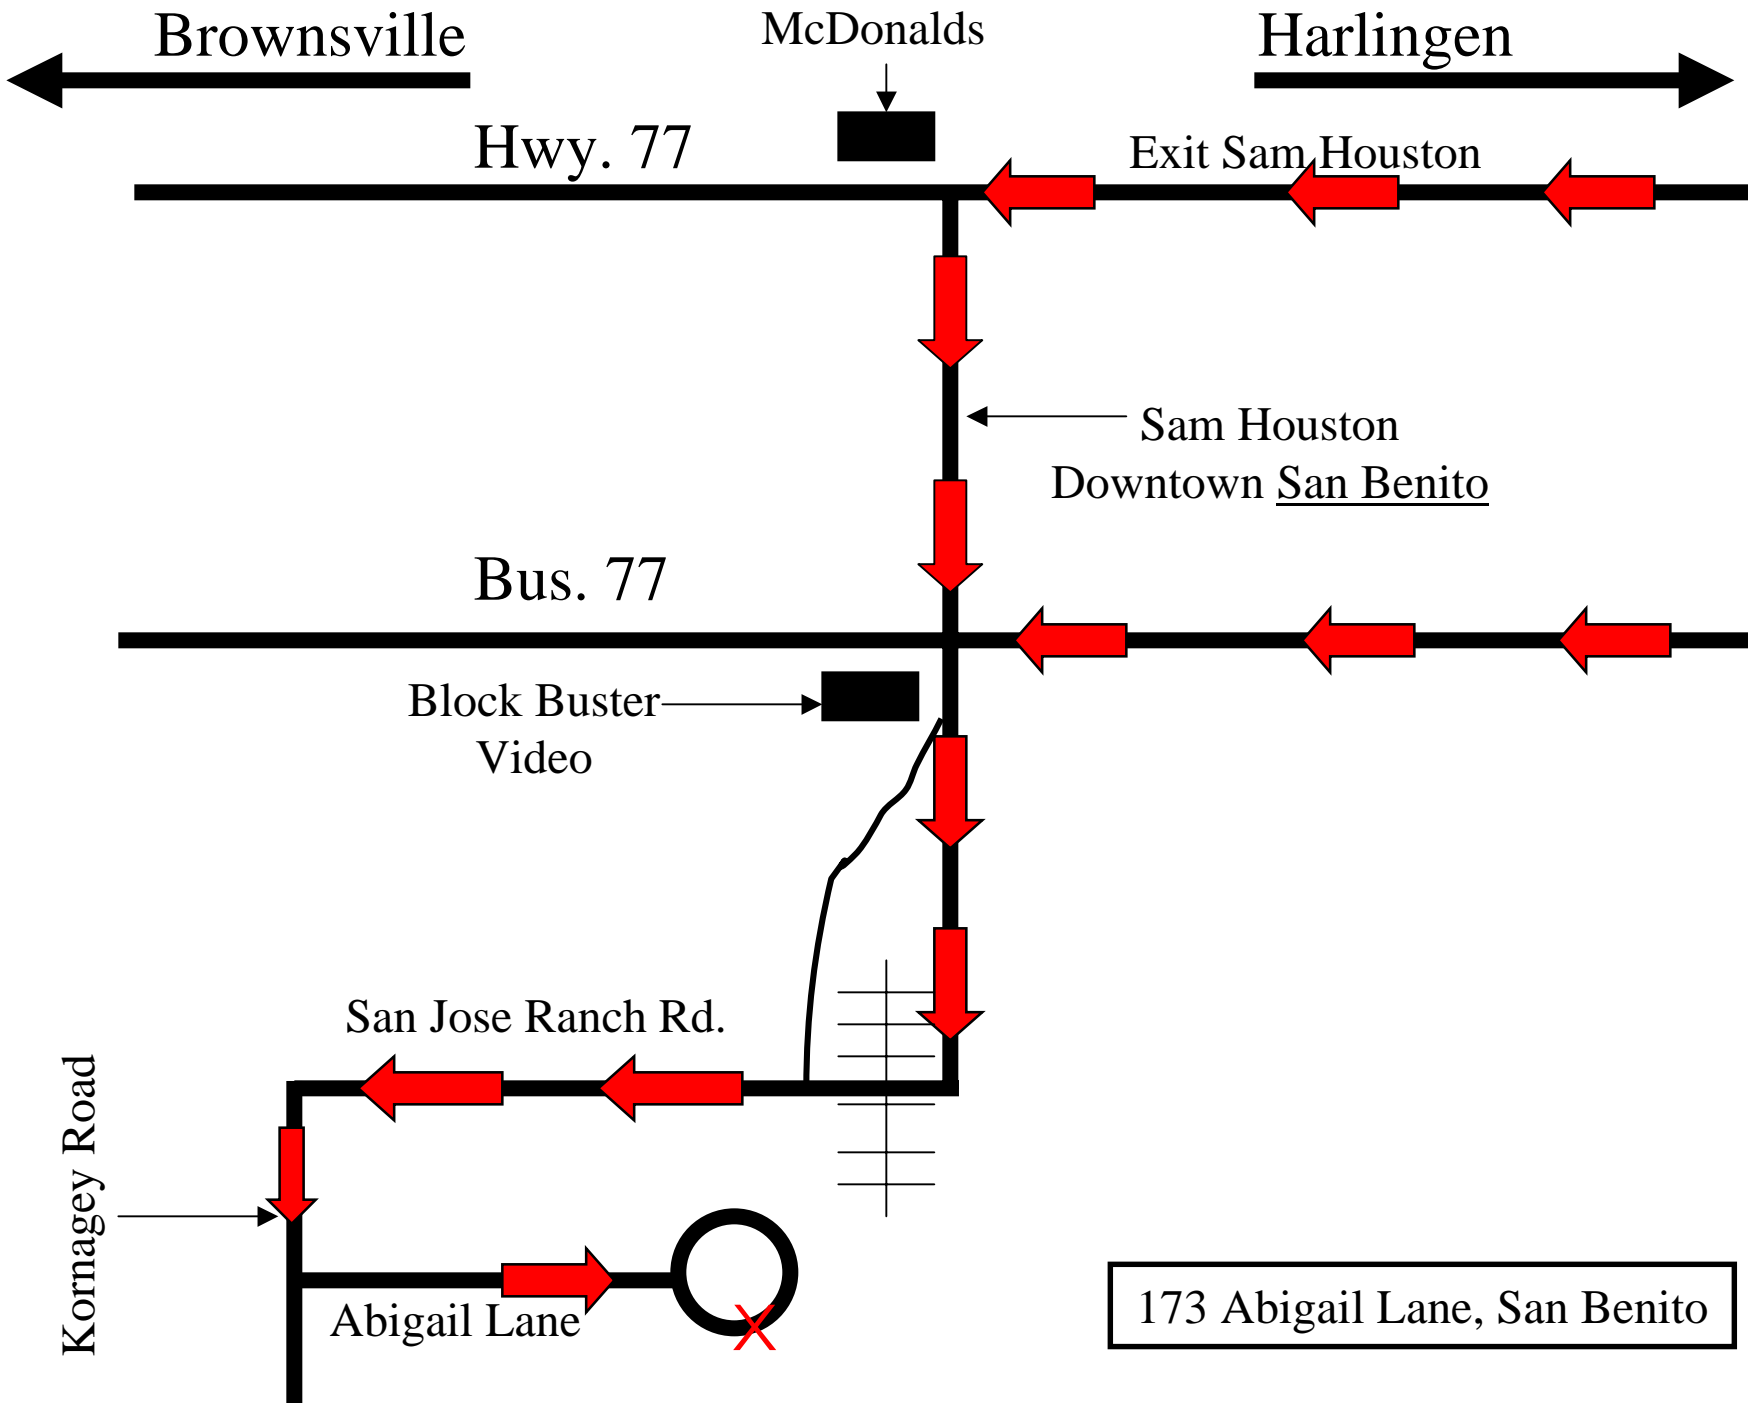 Brownsville
McDonalds
Harlingen
Hwy. 77
Exit Sam Houston
Sam Houston
Downtown San Benito
Bus. 77
Block Buster
Video
San Jose Ranch Rd.
Kornagey Road
Abigail Lane
X
173 Abigail Lane, San Benito